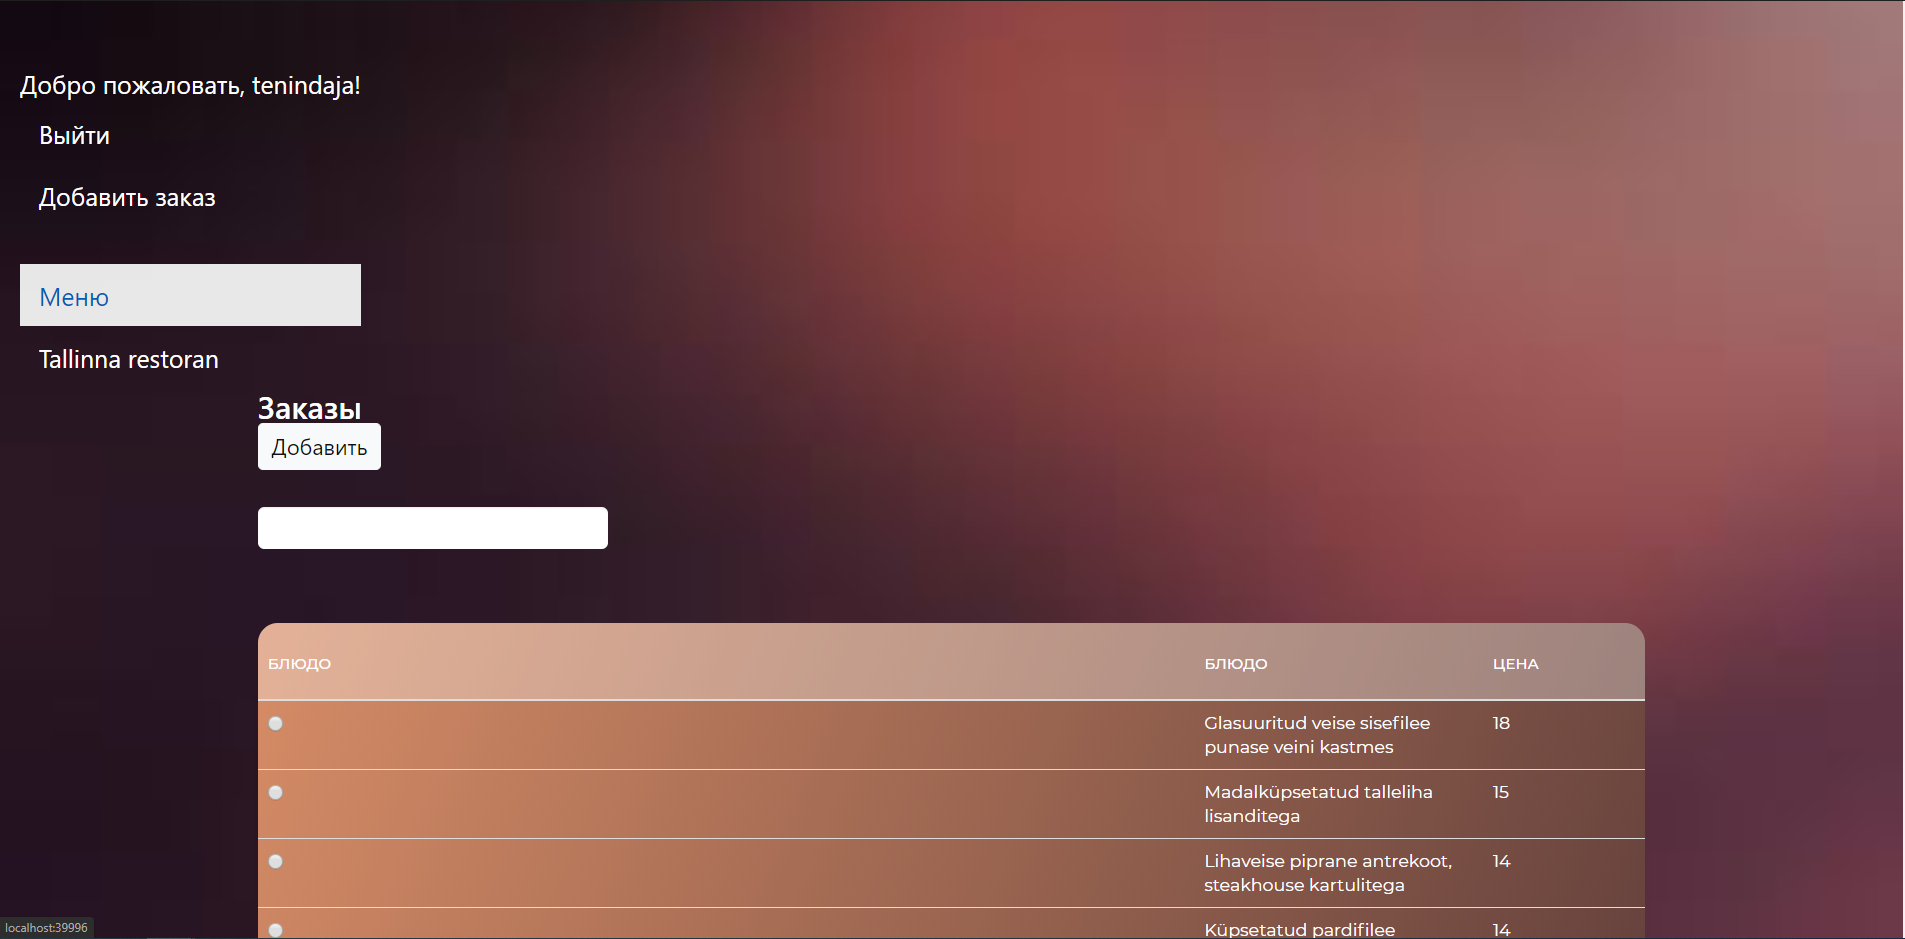 Добро пожаловать, tenindaja!
Выйти
Добавить заказ
Меню
Tallinna restoran
Заказы
Добавить
БЛЮДО БЛЮДО ЦЕНА
Glasuuritud veise sisefilee 18
punase veini kastmes
Madalküpsetatud talleliha 15
lisanditega
Lihaveise piprane antrekoot, 14
steakhouse kartulitega
Küpsetatud pardifilee 14
localhost:39996